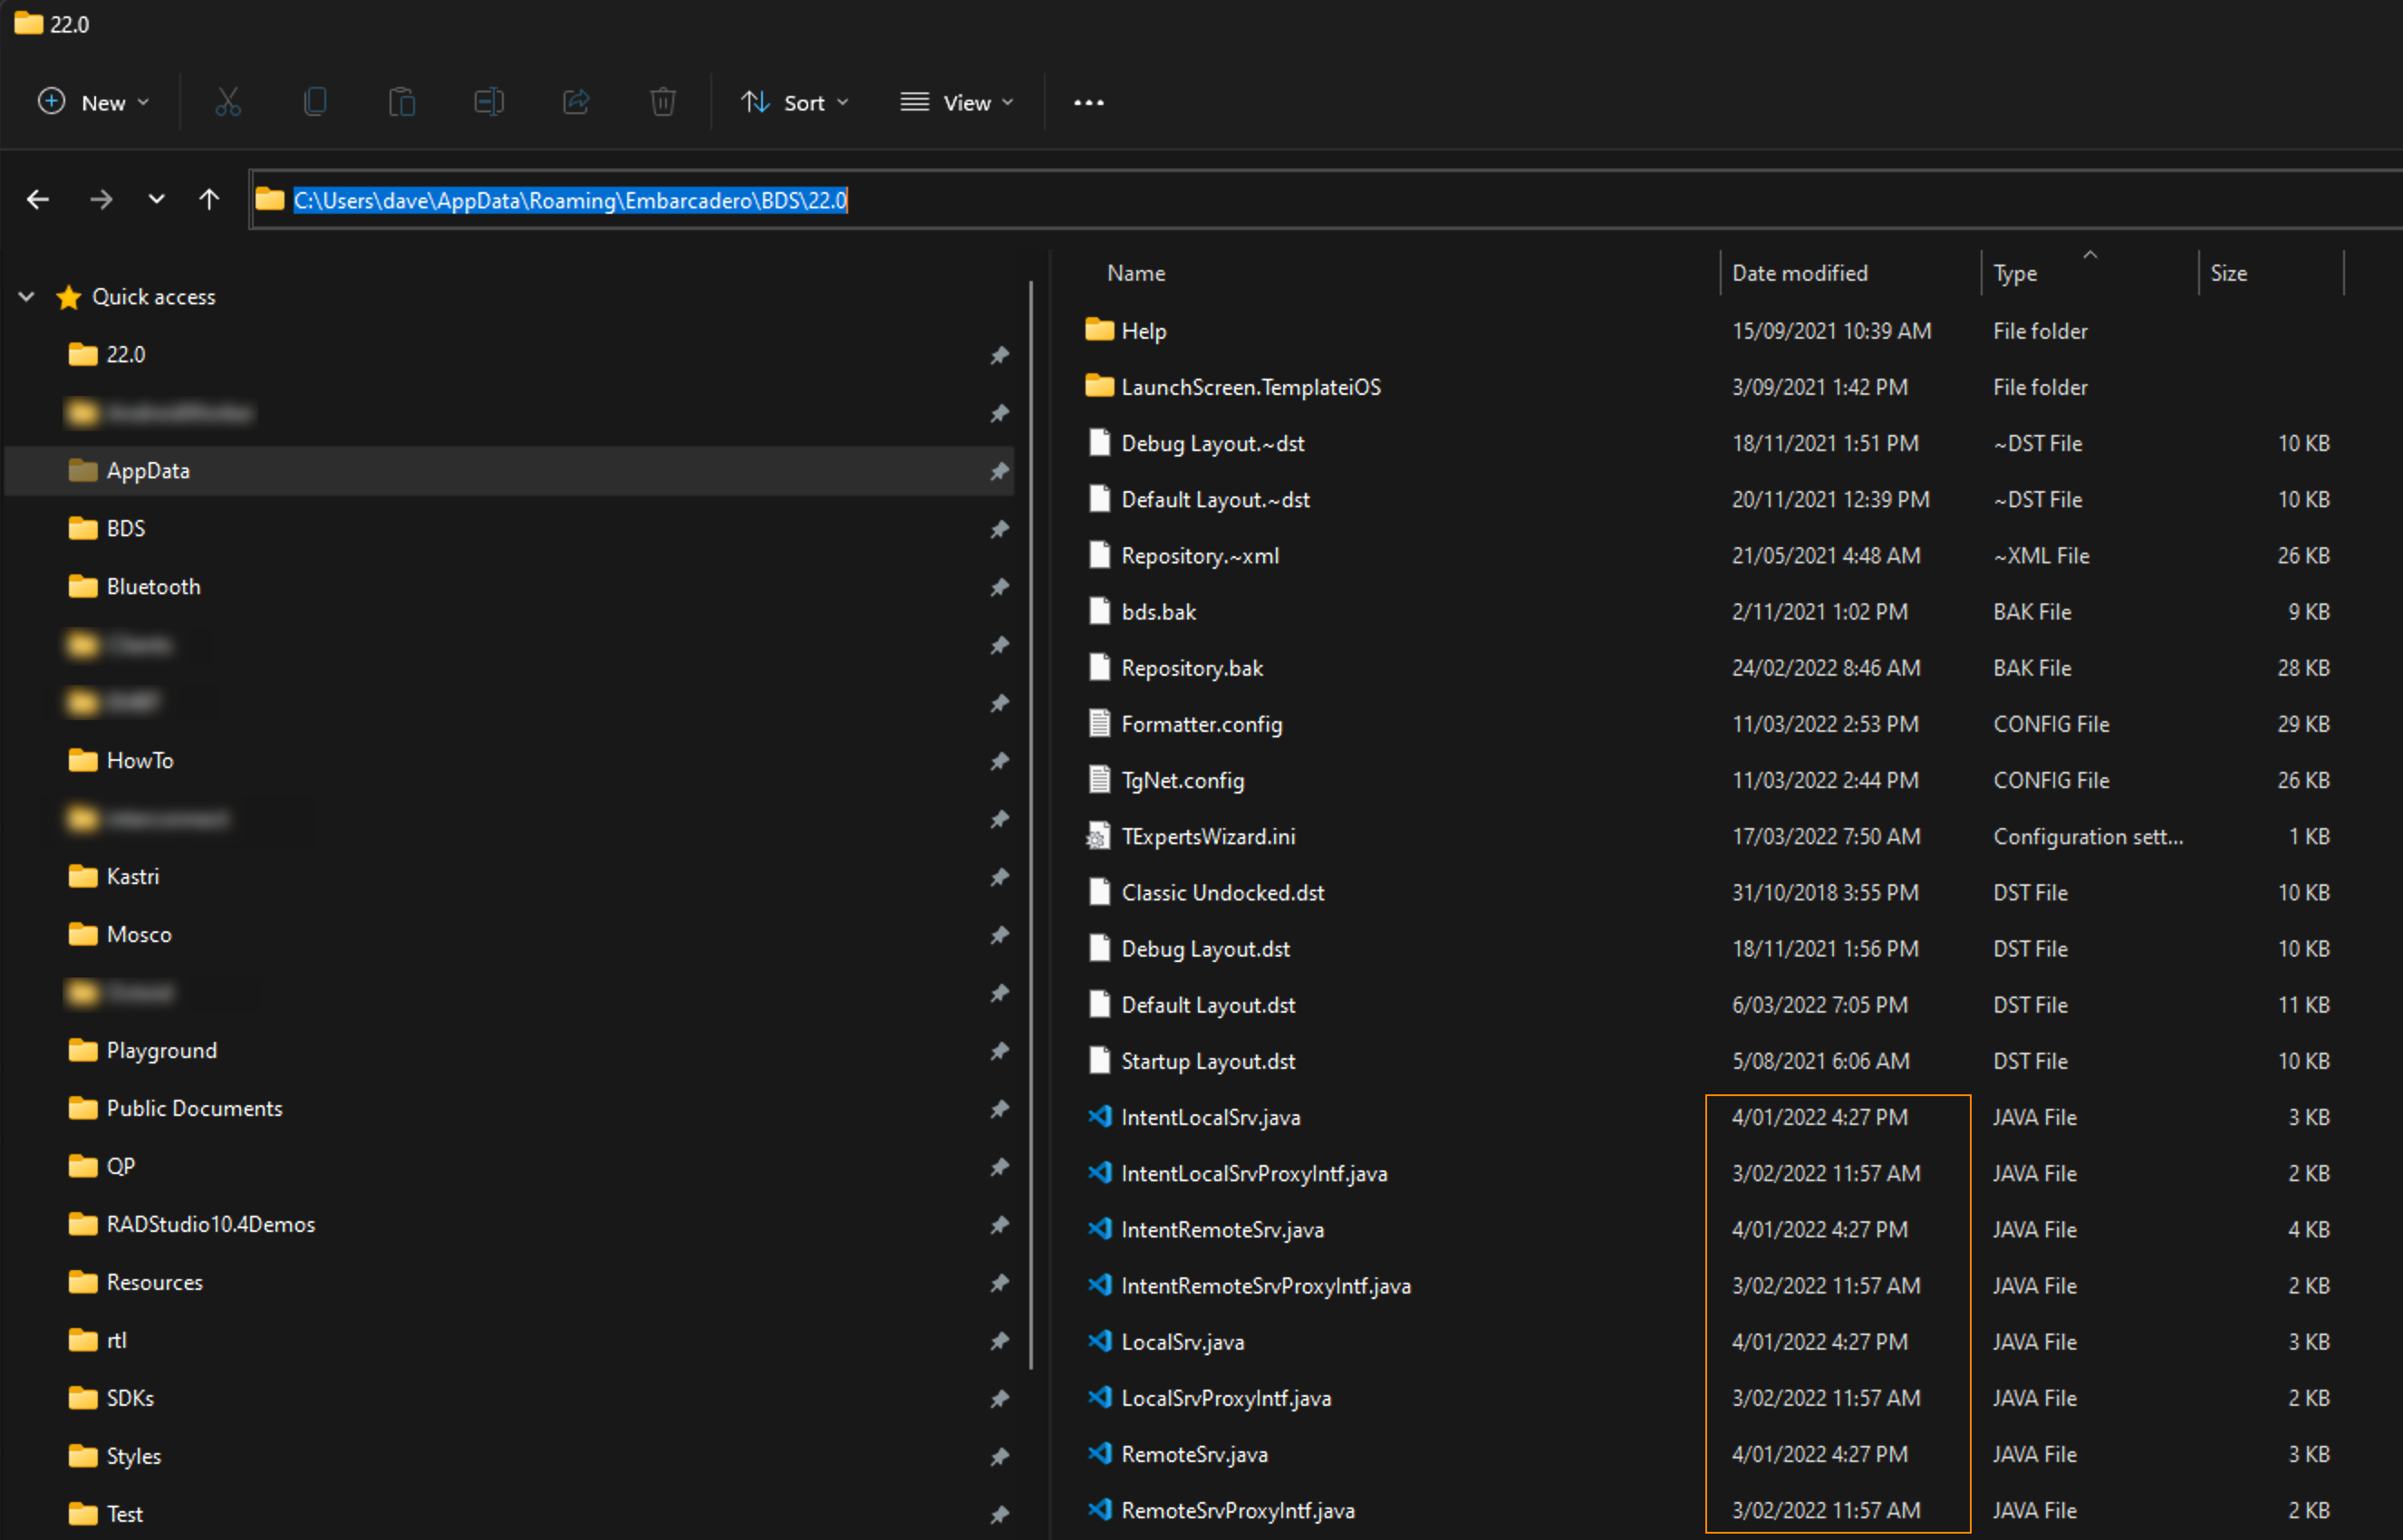 22.0
New Sort View
C:\Users\dave\AppData\Roaming\Embarcadero\BDS\22.0
Quick access
22.0
AppData
BDS
Bluetooth
HowTo
Kastri
Mosco
Playground
Public Documents
QP
RADStudio10.4Demos
Resources
rtl
SDKs
Styles
Test
Name Date modified Type Size
Help 15/09/2021 10:39 AM File folder
LaunchScreen.TemplateiOS 3/09/2021 1:42 PM File folder
Debug Layout.~dst 18/11/2021 1:51 PM ~DST File 10 KB
Default Layout.~dst 20/11/2021 12:39 PM ~DST File 10 KB
Repository.~xml 21/05/2021 4:48 AM ~XML File 26 KB
bds.bak 2/11/2021 1:02 PM BAK File 9 KB
Repository.bak 24/02/2022 8:46 AM BAK File 28 KB
Formatter.config 11/03/2022 2:53 PM CONFIG File 29 KB
TgNet.config 11/03/2022 2:44 PM CONFIG File 26 KB
TExpertsWizard.ini 17/03/2022 7:50 AM Configuration sett... 1 KB
Classic Undocked.dst 31/10/2018 3:55 PM DST File 10 KB
Debug Layout.dst 18/11/2021 1:56 PM DST File 10 KB
Default Layout.dst 6/03/2022 7:05 PM DST File 11 KB
Startup Layout.dst 5/08/2021 6:06 AM DST File 10 KB
IntentLocalSrv.java 4/01/2022 4:27 PM JAVA File 3 KB
IntentLocalSrvProxyIntf.java 3/02/2022 11:57 AM JAVA File 2 KB
IntentRemoteSrv.java 4/01/2022 4:27 PM JAVA File 4 KB
IntentRemoteSrvProxyIntf.java 3/02/2022 11:57 AM JAVA File 2 KB
LocalSrv.java 4/01/2022 4:27 PM JAVA File 3 KB
LocalSrvProxyIntf.java 3/02/2022 11:57 AM JAVA File 2 KB
RemoteSrv.java 4/01/2022 4:27 PM JAVA File 3 KB
RemoteSrvProxyIntf.java 3/02/2022 11:57 AM JAVA File 2 KB